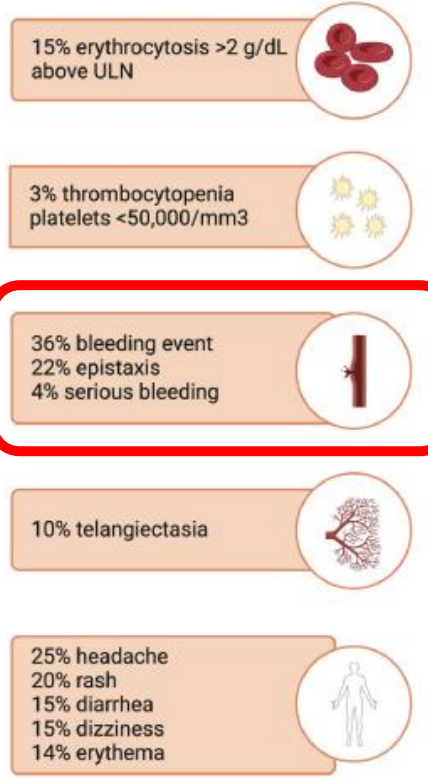 15% erythrocytosis >2 g/dL
above ULN
3% thrombocytopenia
platelets <50,000/mm3
36% bleeding event
22% epistaxis
4% serious bleeding
10% telangiectasia
25% headache
20% rash
15% diarrhea
15% dizziness
14% erythema